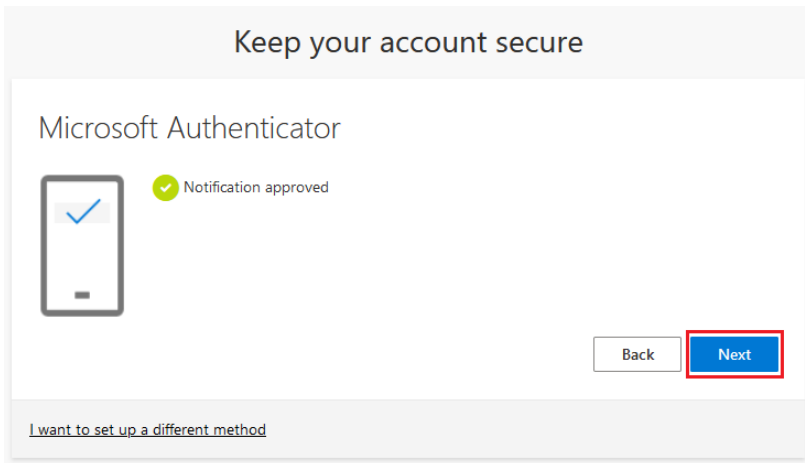 Keep your account secure
Microsoft Authenticator
Notification approved
Back Next
I want to set up a different method